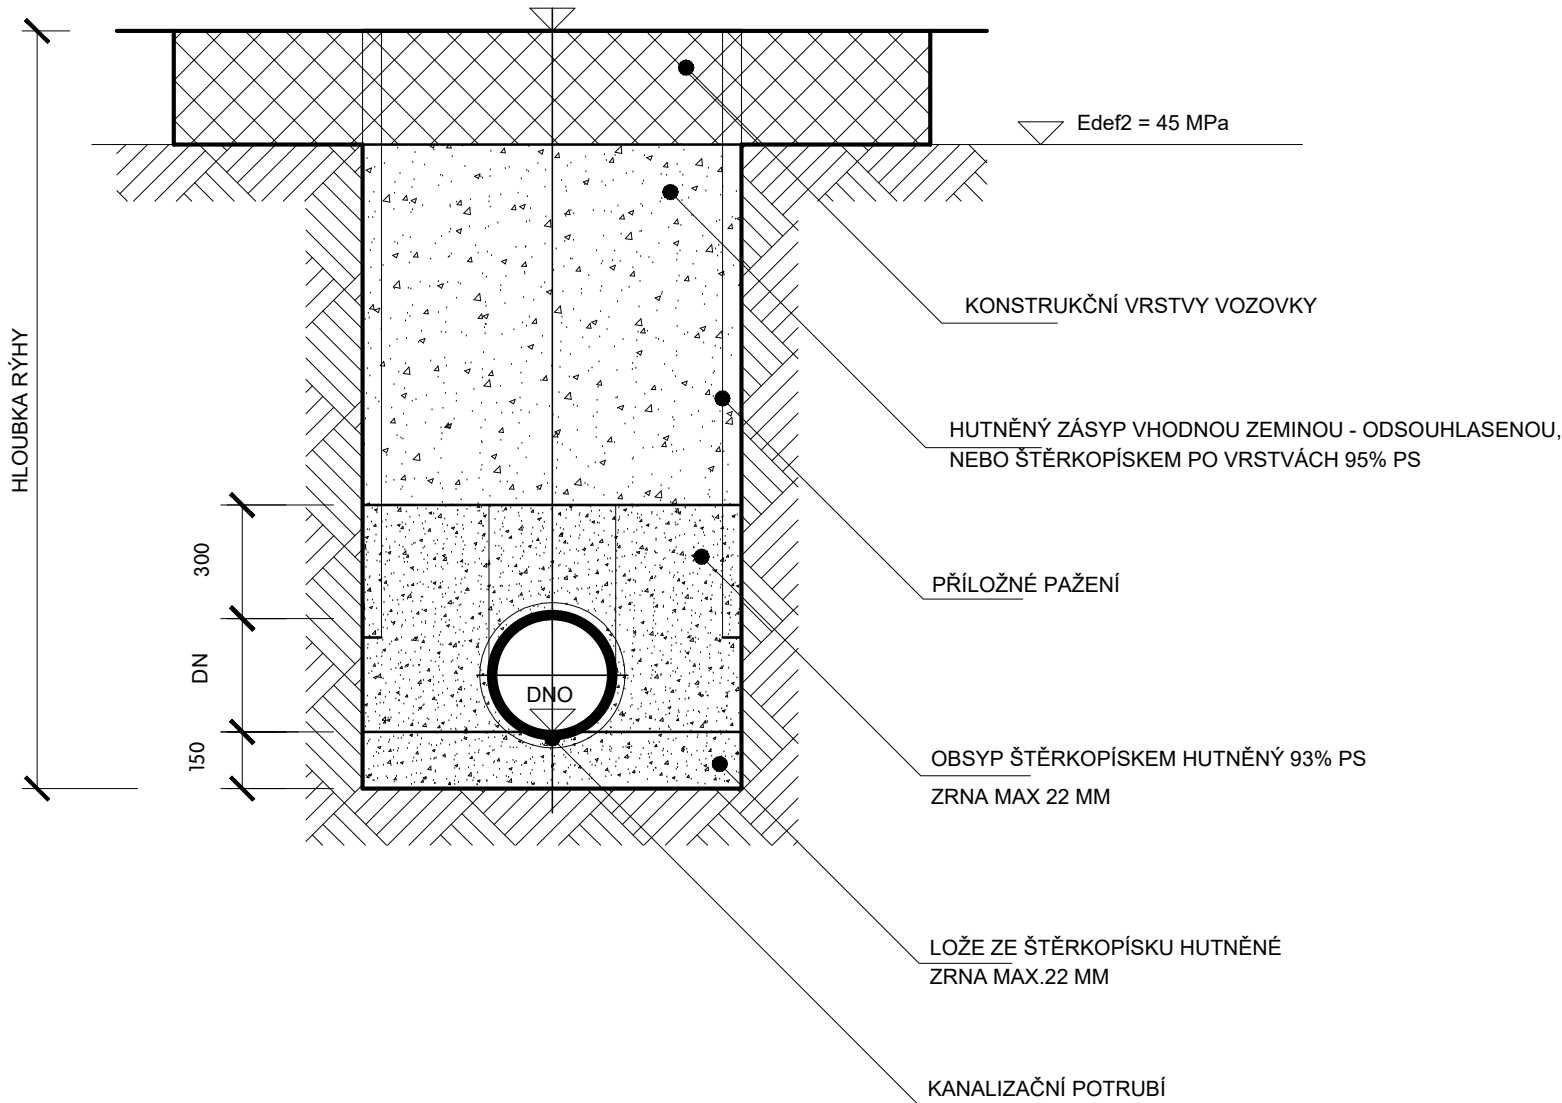 Edef2 = 45 MPa
KONSTRUKČNÍ VRSTVY VOZOVKY
HLOUBKA RÝHY
HUTNĚNÝ ZÁSYP VHODNOU ZEMINOU - ODSOUHLASENOU,
NEBO ŠTĚRKOPÍSKEM PO VRSTVÁCH 95% PS
300
PŘÍLOŽNÉ PAŽENÍ
DN
DNO
150
OBSYP ŠTĚRKOPÍSKEM HUTNĚNÝ 93% PS
ZRNA MAX 22 MM
LOŽE ZE ŠTĚRKOPÍSKU HUTNĚNÉ
ZRNA MAX.22 MM
KANALIZAČNÍ POTRUBÍ